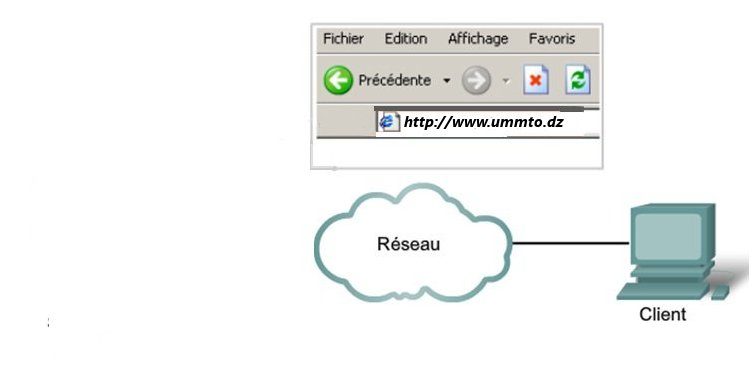 Fichier Edition Affichage Favoris
Précédente
http://www.ummto.dz
Réseau
Client